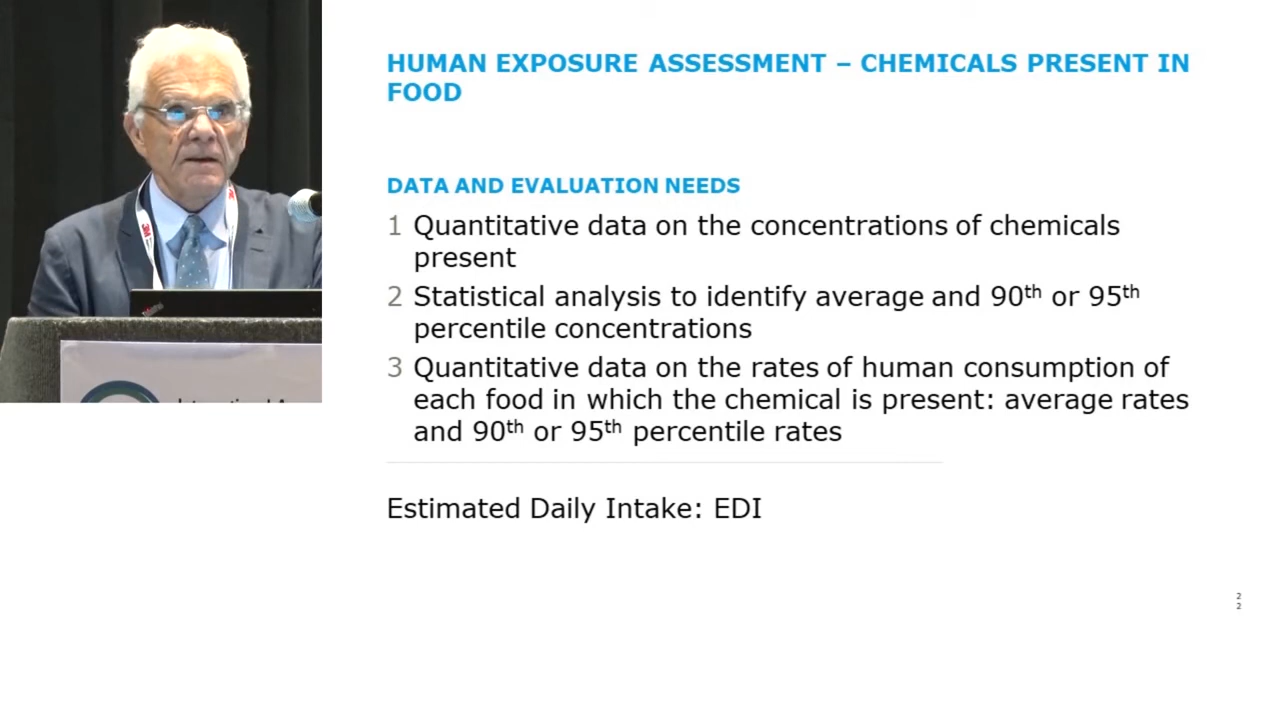 HUMAN EXPOSURE ASSESSMENT – CHEMICALS PRESENT IN
FOOD
DATA AND EVALUATION NEEDS
1 Quantitative data on the concentrations of chemicals
present
2 Statistical analysis to identify average and 90th or 95th
percentile concentrations
3 Quantitative data on the rates of human consumption of
each food in which the chemical is present: average rates
and 90th or 95th percentile rates
Estimated Daily Intake: EDI
2
2
3M